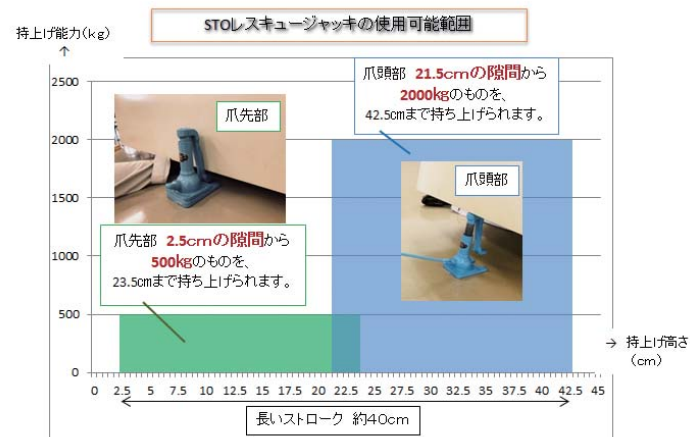 STOレスキュージャッキの使用可能範囲
持上げ能力(kg)
↑
爪頭部 21.5cmの隙間から
2000kgのものを、
42.5cmまで持ち上げられます。
爪先部
爪頭部
爪先部 2.5cmの隙間から
500kgのものを、
23.5cmまで持ち上げられます。
2500
2000
1500
1000
500
0
→ 持上げ高さ
(cm)
0 2.5 5 7.5 10 12.5 15 17.5 20 22.5 25 27.5 30 32.5 35 37.5 40 42.5 45
長いストローク 約40cm